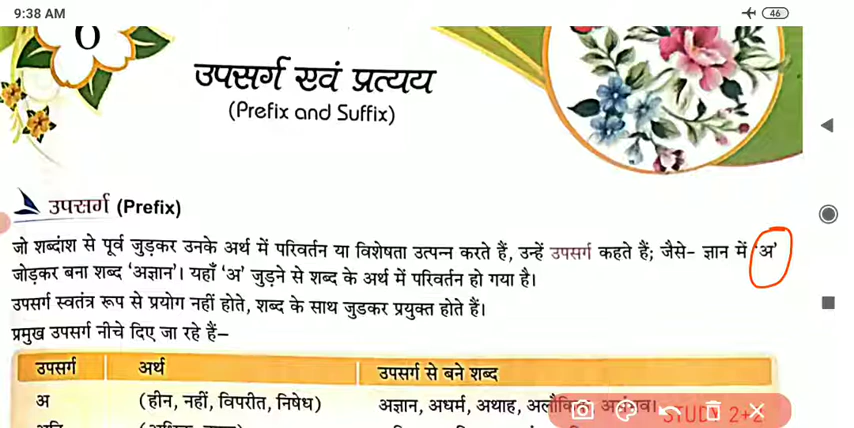 9:38 AM
46
उपसर्ग एवं प्रत्यय
(Prefix and Suffix)
उपसर्ग (Prefix)
जो शब्दांश से पूर्व जुड़कर उनके अर्थ में परिवर्तन या विशेषता उत्पन्न करते हैं, उन्हें उपसर्ग कहते हैं; जैसे- ज्ञान में 'अ'
जोड़कर बना शब्द 'अज्ञान'। यहाँ 'अ' जुड़ने से शब्द के अर्थ में परिवर्तन हो गया है।
उपसर्ग स्वतंत्र रूप से प्रयोग नहीं होते, शब्द के साथ जुडकर प्रयुक्त होते हैं।
प्रमुख उपसर्ग नीचे दिए जा रहे हैं–
उपसर्ग अर्थ उपसर्ग से बने शब्द
अ (हीन, नहीं, विपरीत, निषेध) अज्ञान, अधर्म, अथाह,
STUDY 2+2